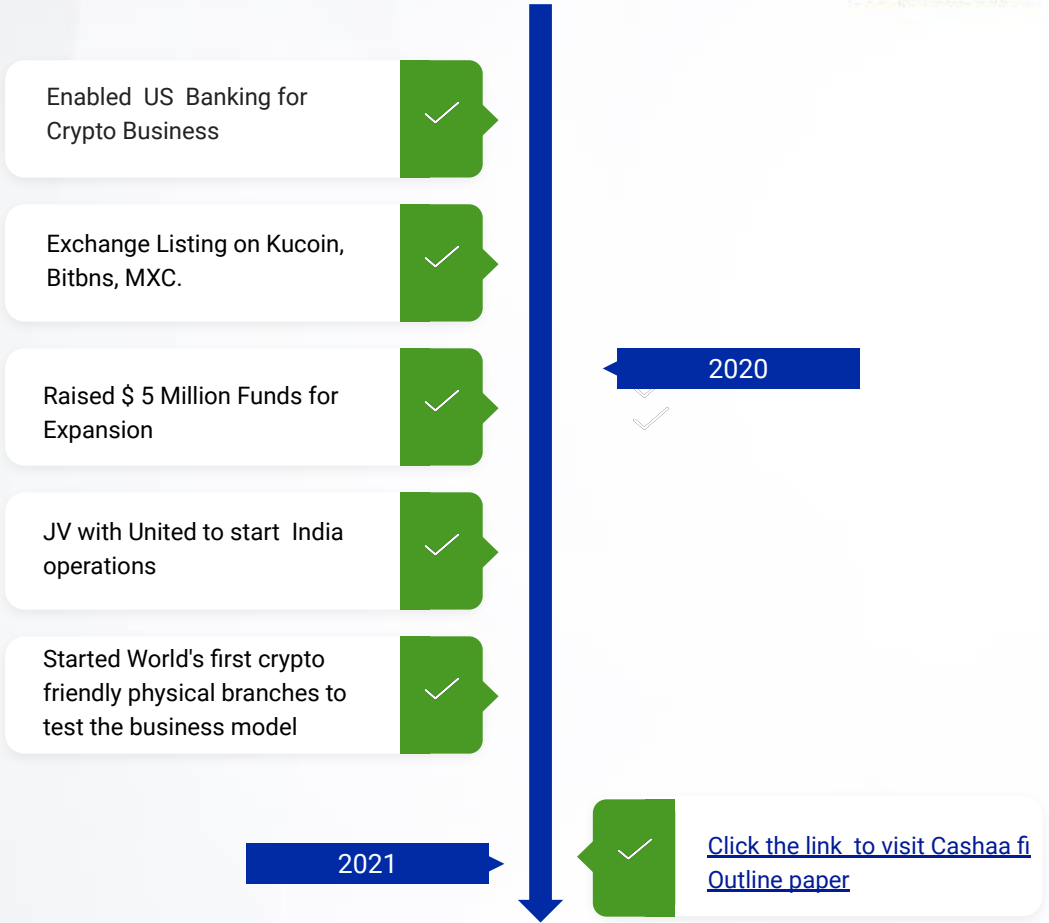 Enabled  US  Banking for
Crypto Business
Exchange Listing on Kucoin,
Bitbns, MXC.
2020
Raised $ 5 Million Funds for
Expansion
JV with United to start  India
operations
Started World's first crypto
friendly physical branches to
test the business model
2021
Click the link  to visit Cashaa fi
Outline paper